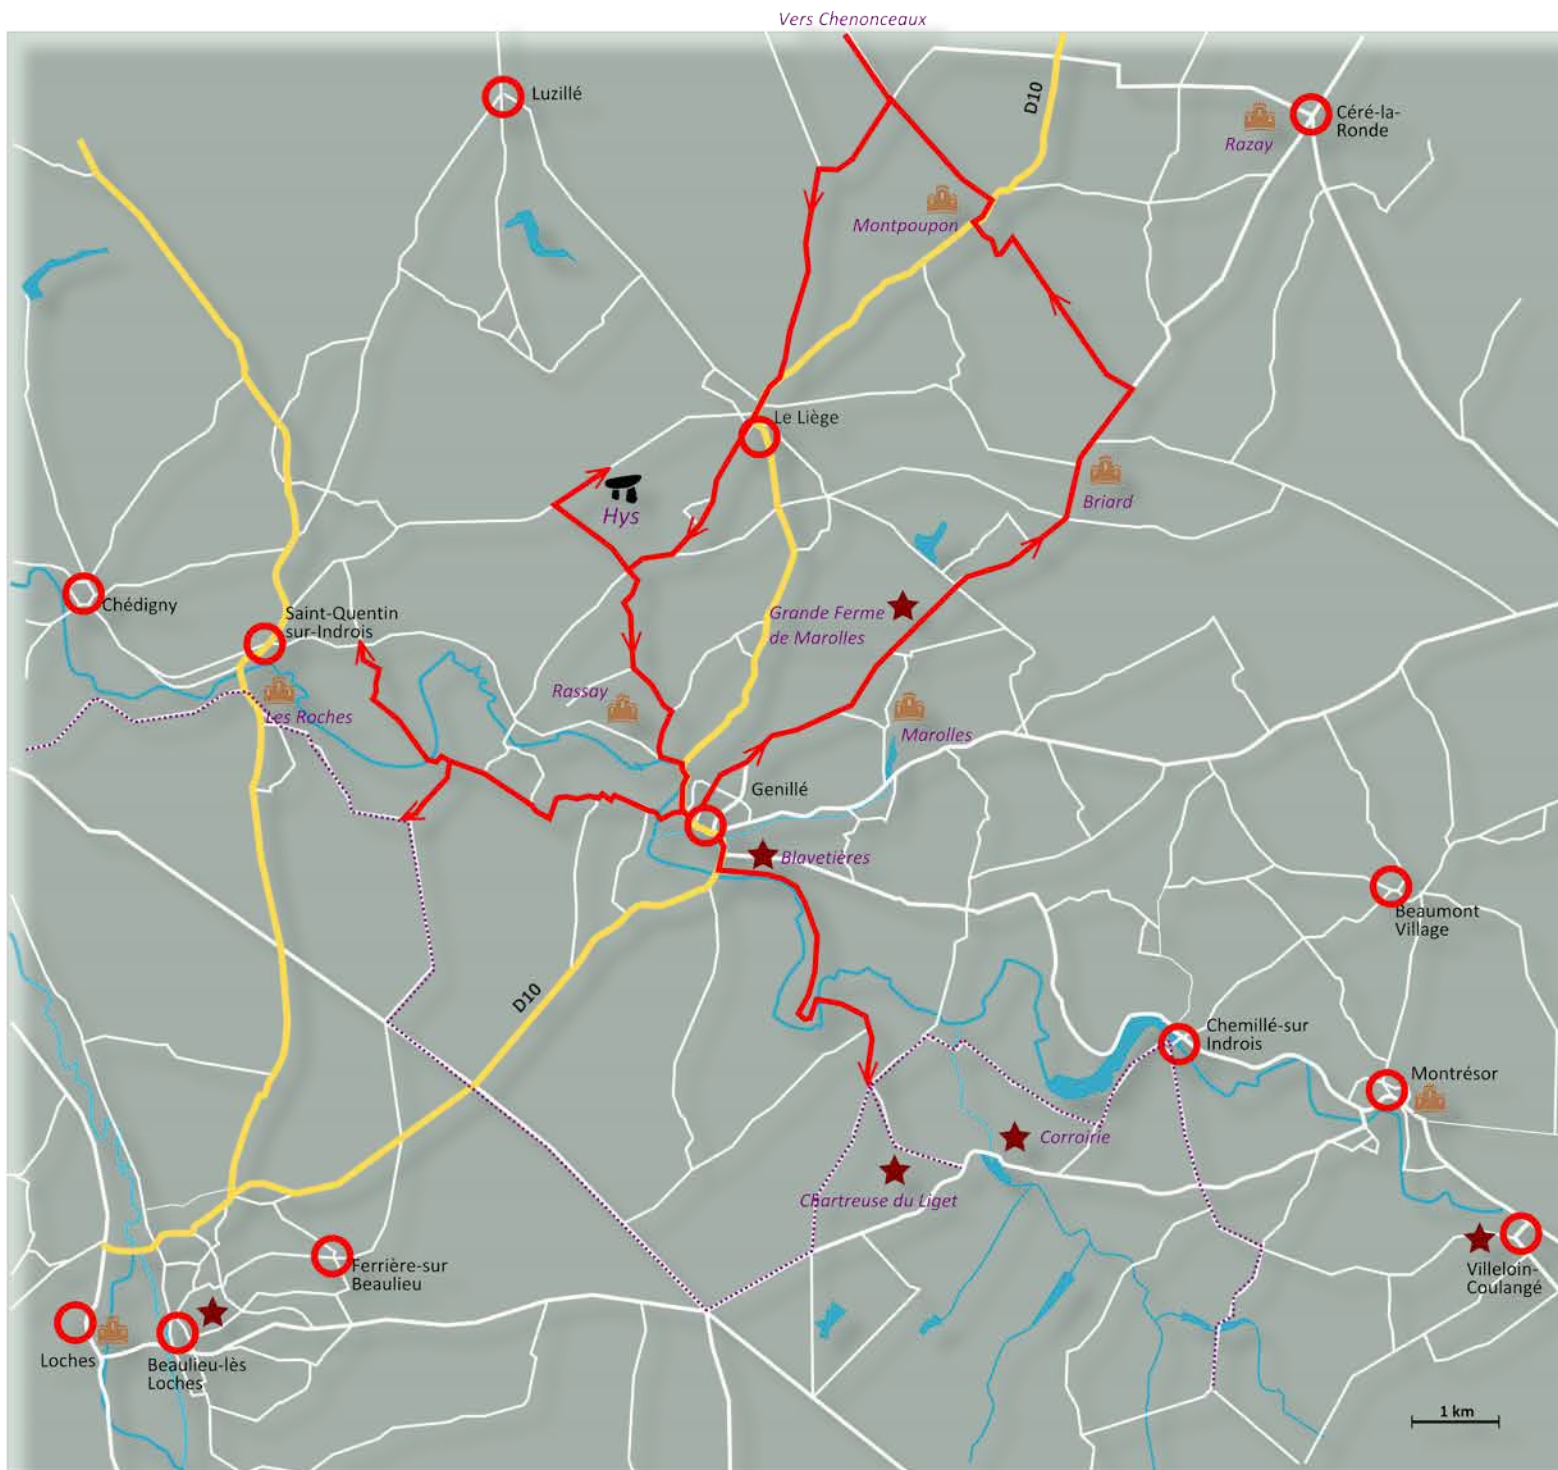 Vers Chenonceaux
Luzillé
D10
Céré-la-
Ronde
Razay
Montpoupon
Le Liège
Briard
Hys
Chédigny
Saint-Quentin
sur-Indrois
Grande Ferme
de Marolles
Rassay
Les Roches
Marolles
Genillé
Blavetières
Beaumont
Village
D10
Chemillé-sur
Indrois
Montrésor
Corroirie
Chartreuse du Liget
Ferrière-sur
Beaulieu
Villeloin-
Coulangé
Loches
Beaulieu-lès
Loches
1 km